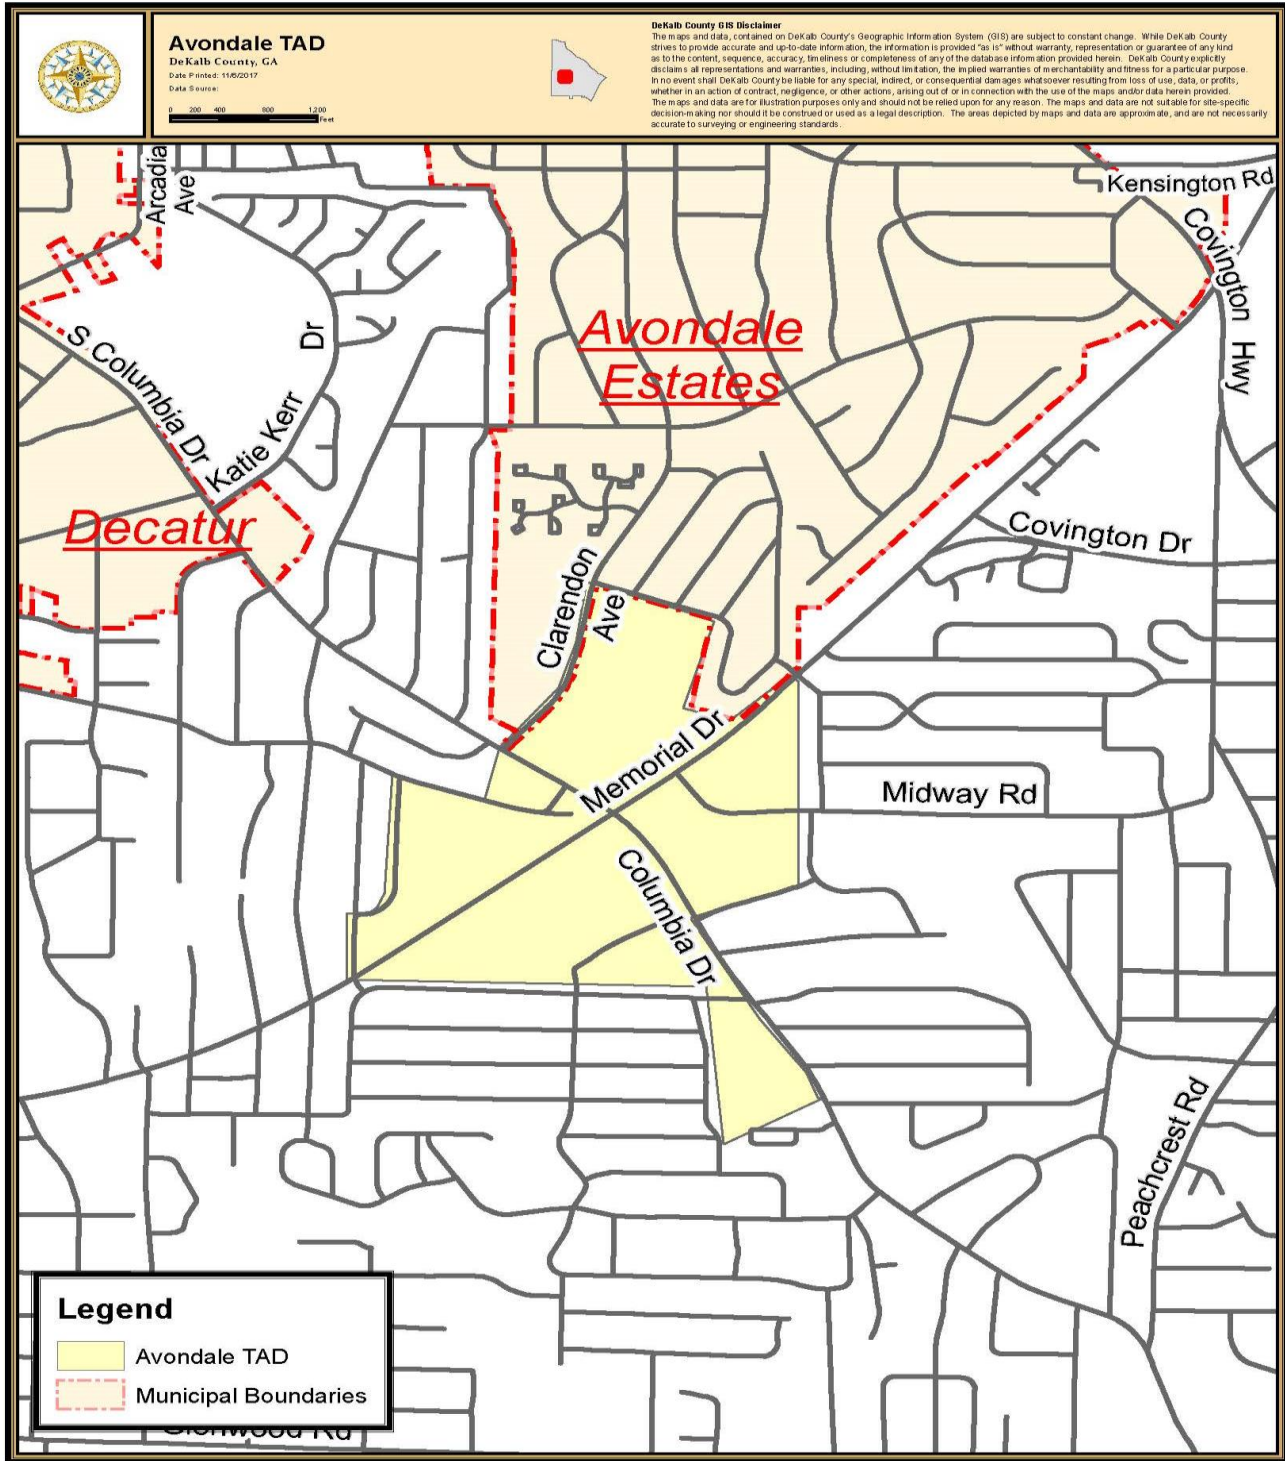 Avondale TAD
DeKalb County, GA
Date Printed: 11/6/2017
Data Source:
0 200 400 800 1,200
Feet
DeKalb County GIS Disclaimer
The maps and data, contained on DeKalb County's Geographic Information System (GIS) are subject to constant change. While DeKalb County
strives to provide accurate and up-to-date information, the information is provided "as is" without warranty, representation or guarantee of any kind
as to the content, sequence, accuracy, timeliness or completeness of any of the database information provided herein. DeKalb County explicitly
disclaims all representations and warranties, including, without limitation, the implied warranties of merchantability and fitness for a particular purpose.
In no event shall DeKalb County be liable for any special, indirect, or consequential damages whatsoever resulting from loss of use, data, or profits,
whether in an action of contract, negligence, or other actions, arising out of or in connection with the use of the maps and/or data herein provided.
The maps and data are for illustration purposes only and should not be relied upon for any reason. The maps and data are not suitable for site-specific
decision-making nor should it be construed or used as a legal description. The areas depicted by maps and data are approximate, and are not necessarily
accurate to surveying or engineering standards.
Arcadia
Ave
Kensington Rd
Covington
Hwy
Avondale
Estates
S Columbia Dr
Katie Kerr
Dr
Decatur
Covington Dr
Clarendon
Ave
Memorial Dr
Midway Rd
Columbia Dr
Peachcrest Rd
Legend
Avondale TAD
Municipal Boundaries
Glenwood Rd